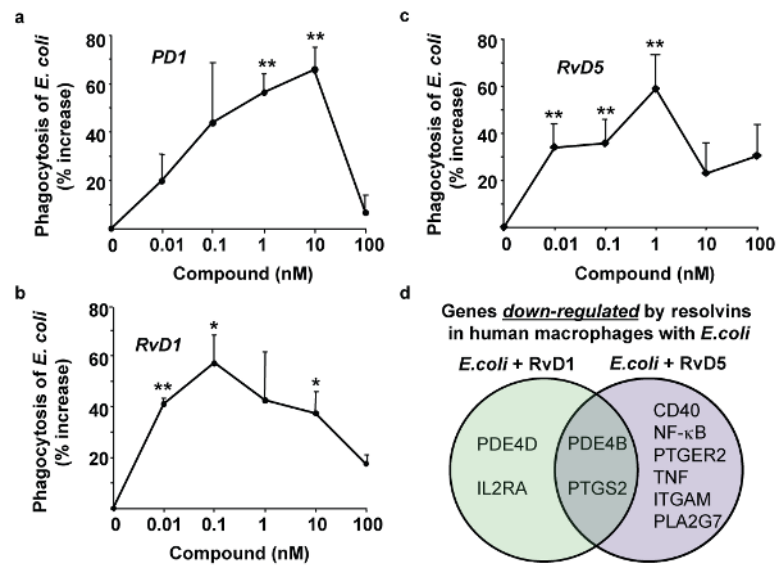 a
PD1
Phagocytosis of E. coli
(% increase)
80
60
40
20
**
**
0
0.01
0.1
1
10
100
Compound (nM)
b
RvD1
Phagocytosis of E. coli
(% increase)
80
60
40
20
**
*
*
0
0.01
0.1
1
10
100
Compound (nM)
c
RvD5
Phagocytosis of E. coli
(% increase)
80
60
40
20
**
**
**
0
0.01
0.1
1
10
100
Compound (nM)
d
Genes down-regulated by resolvins
in human macrophages with E.coli
E.coli + RvD1
E.coli + RvD5
PDE4D
IL2RA
PDE4B
PTGS2
CD40
NF-κB
PTGER2
TNF
ITGAM
PLA2G7